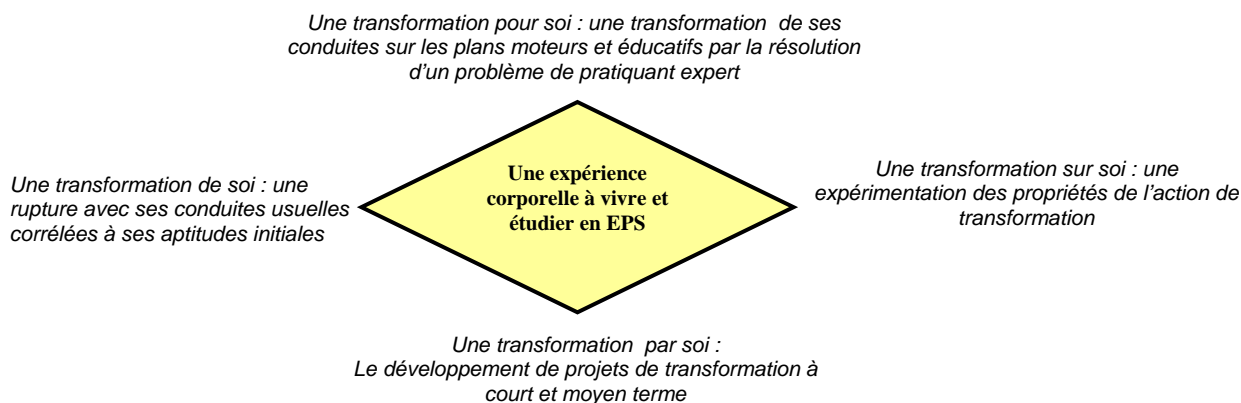 Une transformation pour soi : une transformation de ses
conduites sur les plans moteurs et éducatifs par la résolution
d'un problème de pratiquant expert
Une transformation de soi : une
rupture avec ses conduites usuelles
corrélées à ses aptitudes initiales
Une expérience
corporelle à vivre et
étudier en EPS
Une transformation sur soi : une
expérimentation des propriétés de l'action de
transformation
Une transformation par soi :
Le développement de projets de transformation à
court et moyen terme